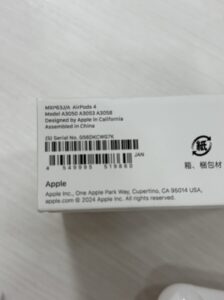 MXP63J/A AirPods 4
Model A3050 A3053 A3058
Designed by Apple in California
Assembled in China
(S) Serial No.
JAN
4 549995 519860
紙
箱、梱包材
Apple
Apple Inc., One Apple Park Way, Cupertino, CA 95014 USA,
apple.com © 2024 Apple Inc. All rights reserved.